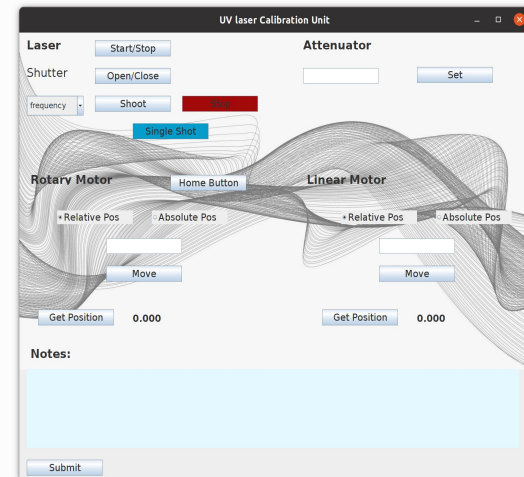 UV laser Calibration Unit
Laser
Start/Stop
Attenuator
Shutter
Open/Close
Set
frequency
Shoot
Stop
Single Shot
Rotary Motor
Home Button
Linear Motor
Relative Pos
Absolute Pos
Relative Pos
Absolute Pos
Move
Move
Get Position
0.000
Get Position
0.000
Notes:
Submit